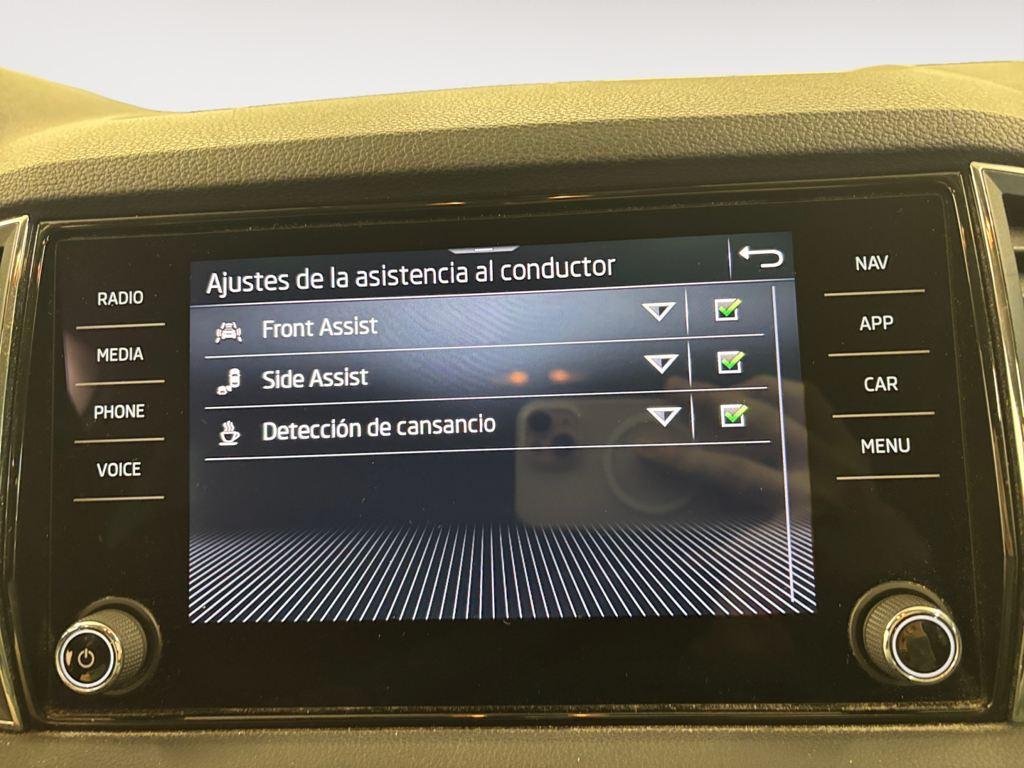 Ajustes de la asistencia al conductor
Front Assist
Side Assist
Detección de cansancio
RADIO
MEDIA
PHONE
VOICE
NAV
APP
CAR
MENU